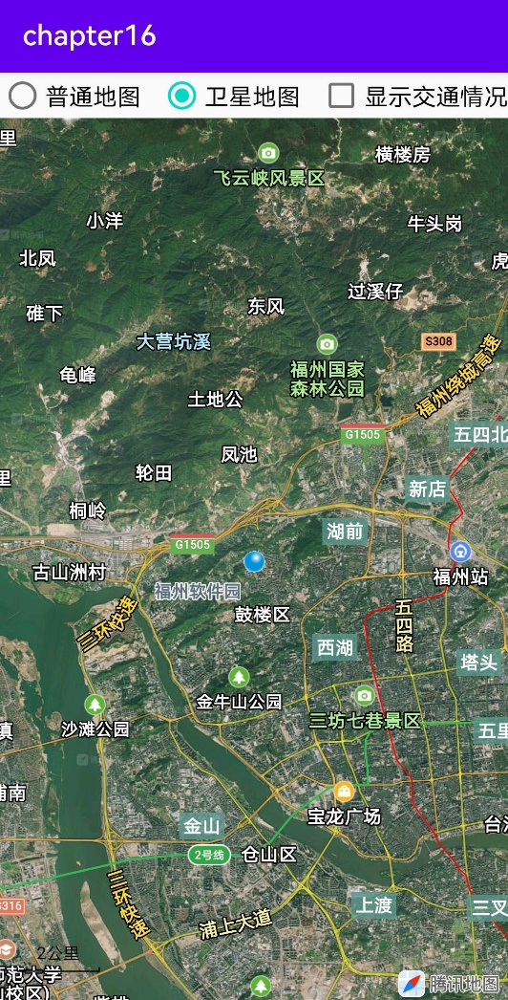 chapter16
普通地图 卫星地图 显示交通情况
里
飞云峡风景区
横楼房
小洋
牛头岗
北凤
虎
过溪仔
东风
碓下
大营坑溪
S308
福州国家
森林公园
福州绕城高速
龟峰
土地公
G1505
五四北
凤池
里
轮田
新店
桐岭
湖前
G1505
福州站
古山洲村
福州软件园
三环快速
鼓楼区
五四路
西湖
塔头
金牛山公园
三坊七巷景区
沙滩公园
镇
五里
浦南
宝龙广场
金山
台江
2号线
仓山区
三环快速
上渡
三叉
G316
浦上大道
2公里
师范大学
山校区)
腾讯地图